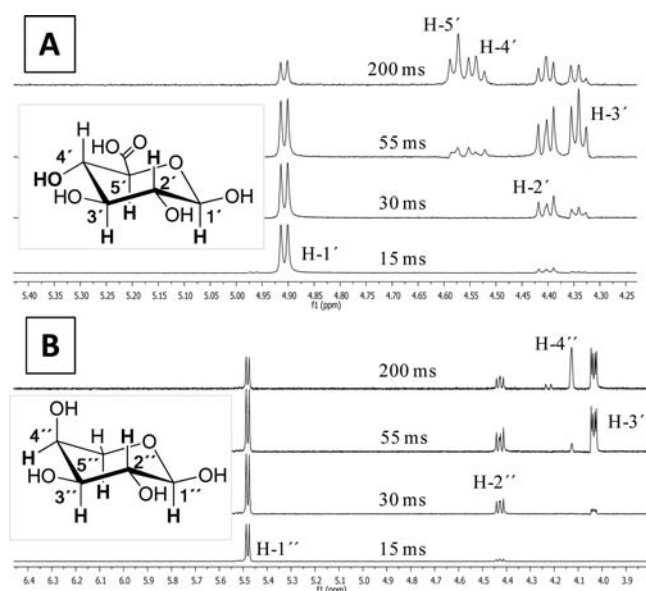 A
H-5´
H-4´
200 ms
H-3´
55 ms
H-2´
30 ms
H-1´
15 ms
H
HO
O
4´
H
O
HO
5´
2´
OH
HO
3´
H
OH
1´
H
H
5.40 5.35 5.30 5.25 5.20 5.15 5.10 5.05 5.00 4.95 4.90 4.85 4.80 4.75 4.70 4.65 4.60 4.55 4.50 4.45 4.40 4.35 4.30 4.25
f1 (ppm)
B
H-4´´
200 ms
H-3´
55 ms
H-2´´
30 ms
H-1´´
15 ms
OH
4´´
H
H
O
H
5´´
2´´
OH
HO
3´´
H
OH
1´´
H
H
6.4 6.3 6.2 6.1 6.0 5.9 5.8 5.7 5.6 5.5 5.4 5.3 5.2 5.1 5.0 4.9 4.8 4.7 4.6 4.5 4.4 4.3 4.2 4.1 4.0 3.9
f1 (ppm)